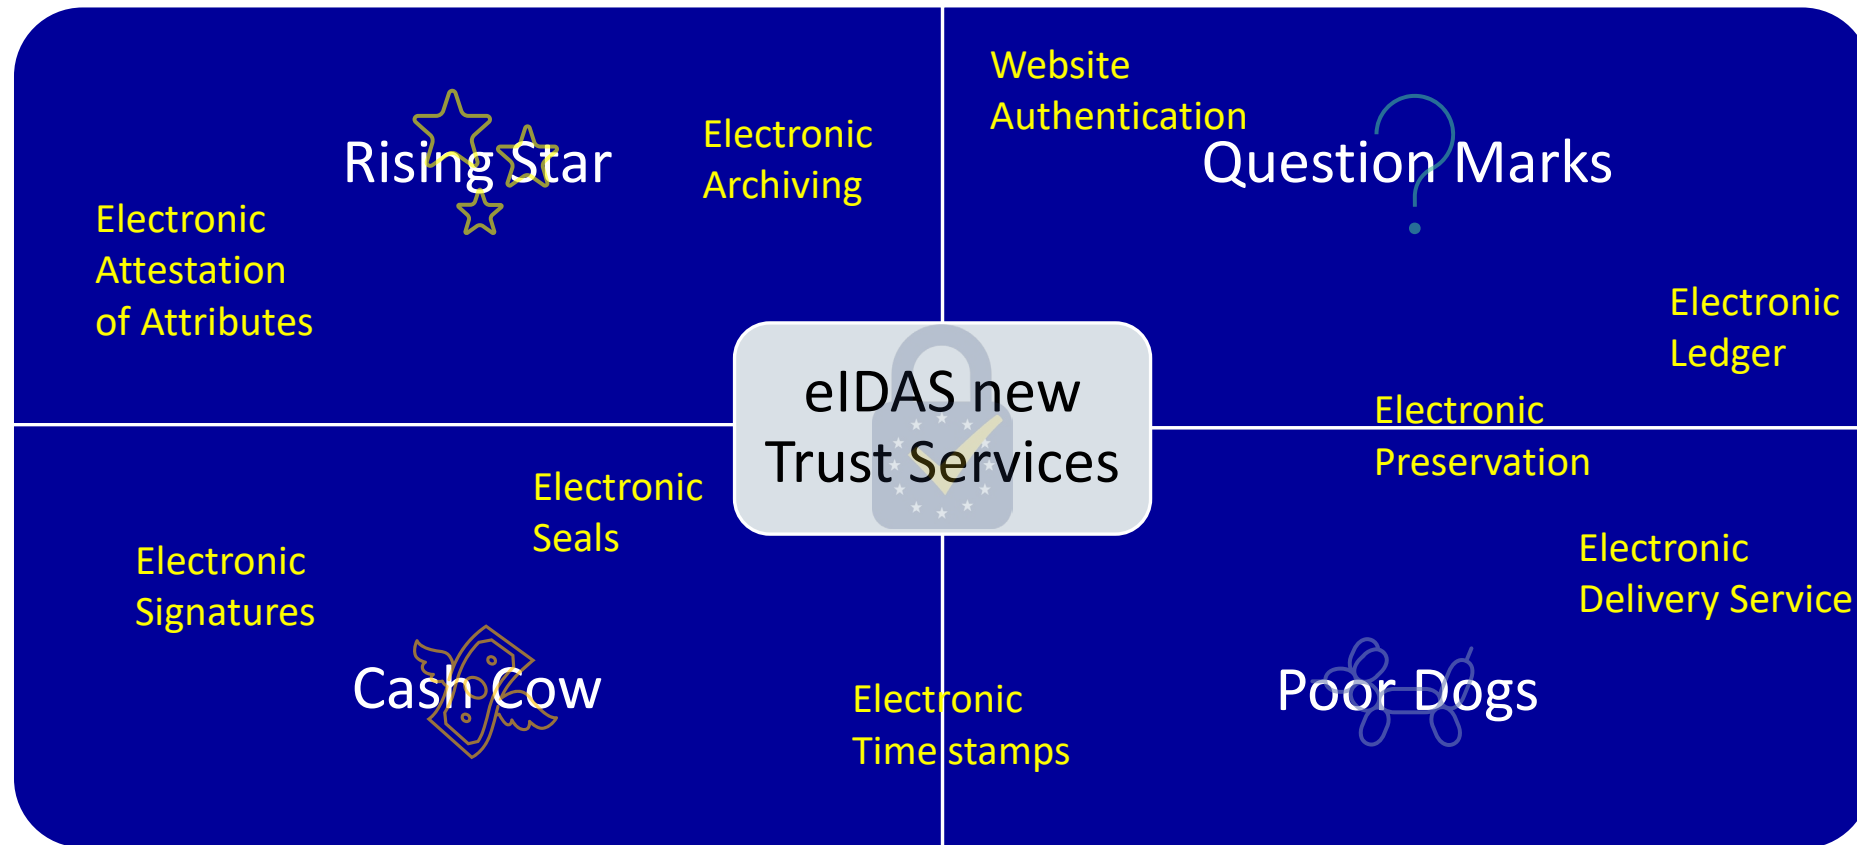 Rising Star
Electronic
Archiving
Electronic
Attestation
of Attributes
Website
Authentication
Question Marks
Electronic
Ledger
eIDAS new
Trust Services
Electronic
Seals
Electronic
Signatures
Cash Cow
Electronic
Time stamps
Electronic
Preservation
Electronic
Delivery Service
Poor Dogs